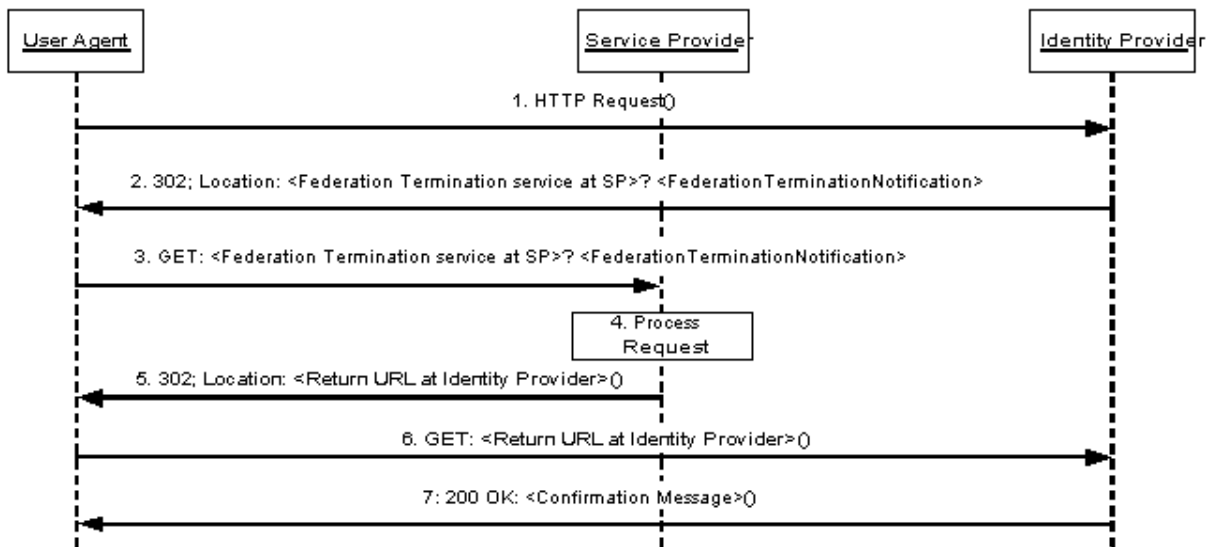 User Agent
Service Provider
Identity Provider
1. HTTP Request()
2. 302; Location: <Federation Termination service at SP>? <FederationTerminationNotification>
3. GET: <Federation Termination service at SP>? <FederationTerminationNotification>
4. Process
Request
5. 302; Location: <Return URL at Identity Provider>()
6. GET: <Return URL at Identity Provider>()
7: 200 OK: <Confirmation Message>()